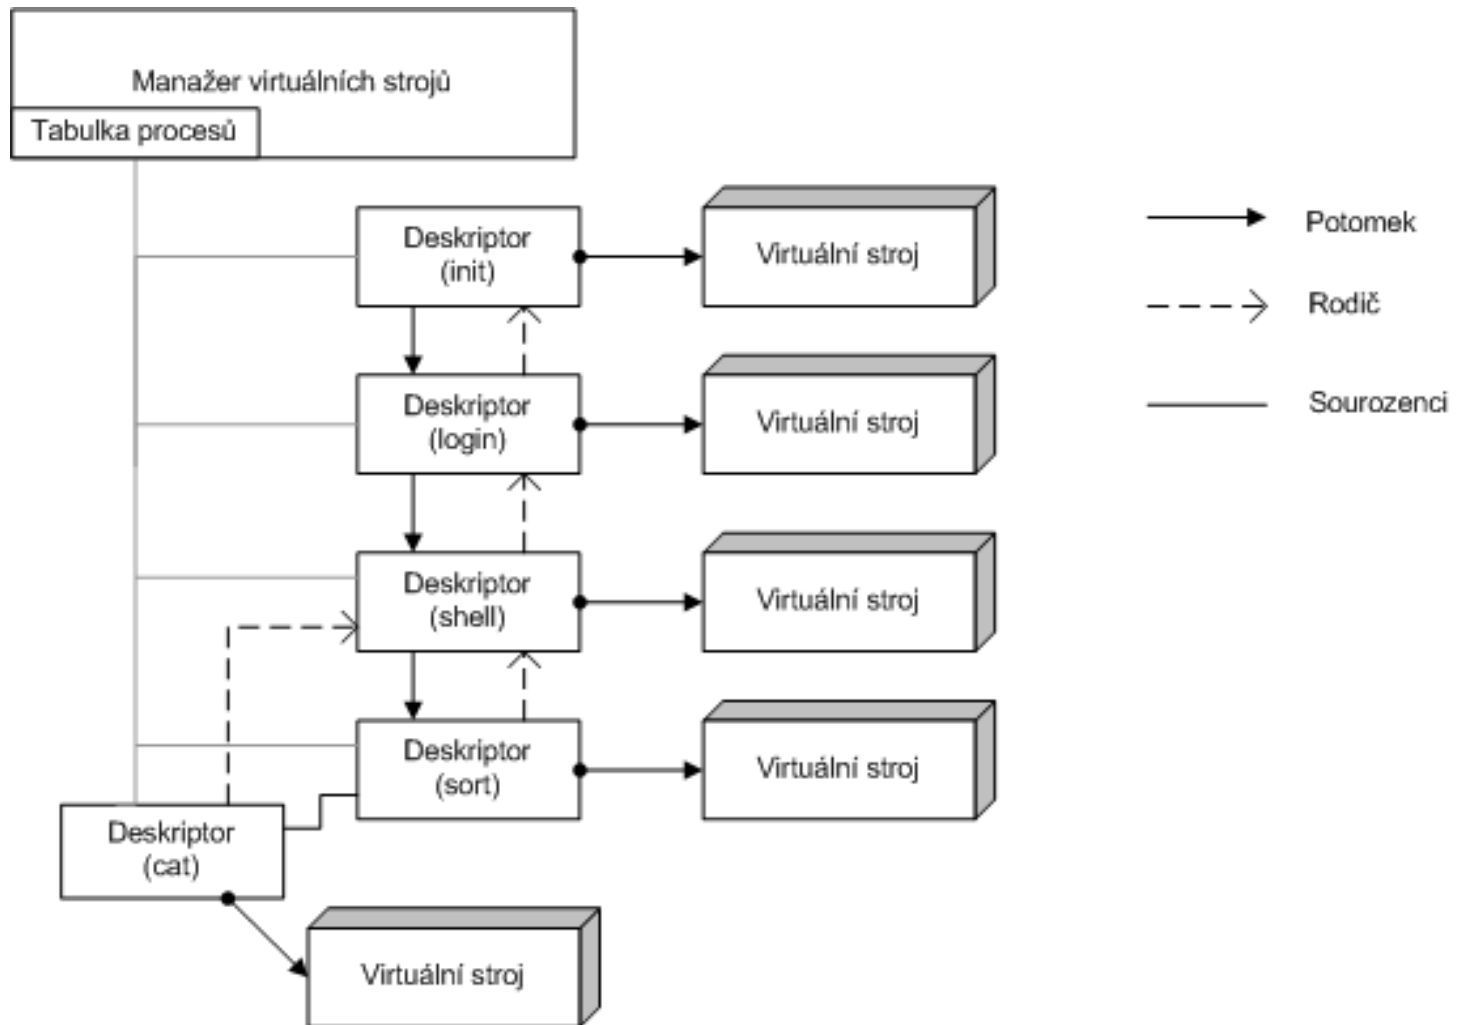 Manažer virtuálních strojů
Tabulka procesů
Deskriptor
(init)
Virtuální stroj
Potomek
Rodič
Sourozenci
Deskriptor
(login)
Virtuální stroj
Deskriptor
(shell)
Virtuální stroj
Deskriptor
(sort)
Virtuální stroj
Deskriptor
(cat)
Virtuální stroj